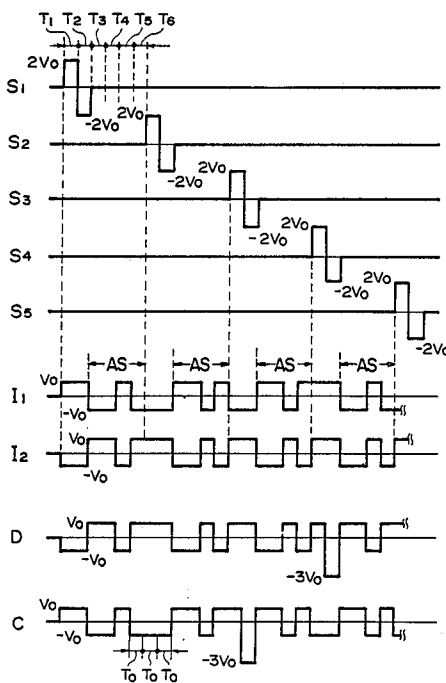 T1 T2 T3 T4 T5 T6
2Vo
S1
-2Vo 2Vo
S2
-2Vo 2Vo
S3
-2Vo 2Vo
S4
-2Vo 2Vo
S5
-2Vo
AS AS AS AS
Vo
I1
-Vo
Vo
I2
-Vo
Vo
D
-Vo
-3Vo
Vo
C
-Vo
-3Vo
To To To